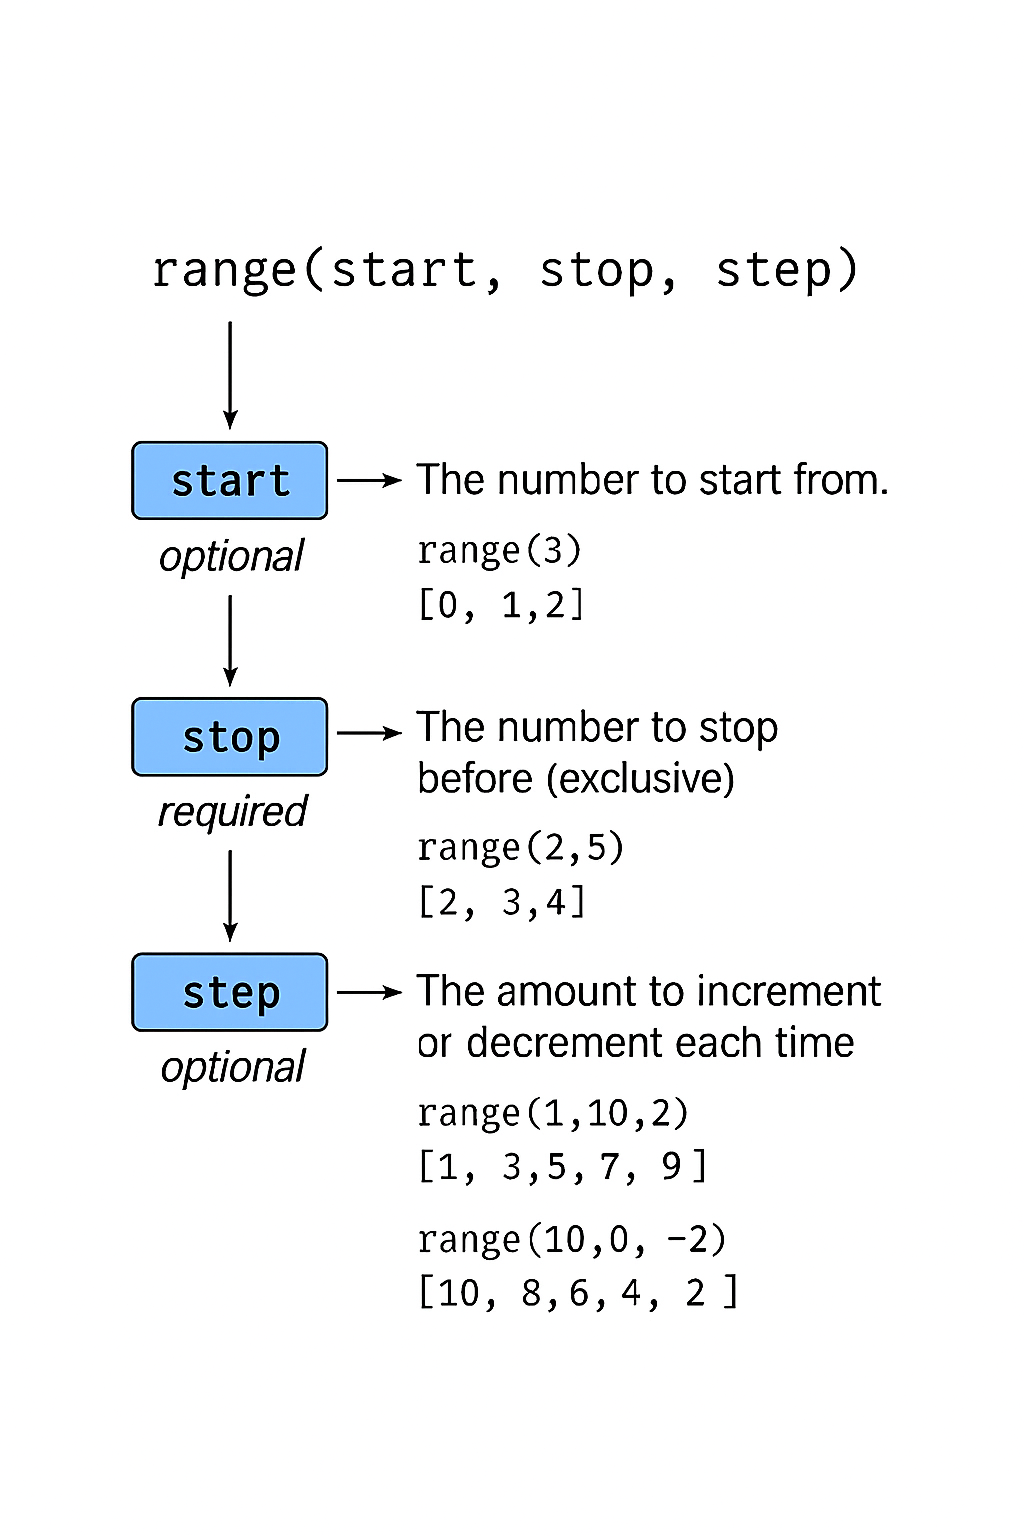 range(start, stop, step)
start
The number to start from.
optional
range(3)
[0, 1,2]
stop
The number to stop
before (exclusive)
required
range(2,5)
[2, 3,4]
step
The amount to increment
or decrement each time
optional
range(1,10,2)
[1, 3,5,7, 9]
range(10,0, −2)
[10, 8,6,4, 2 ]